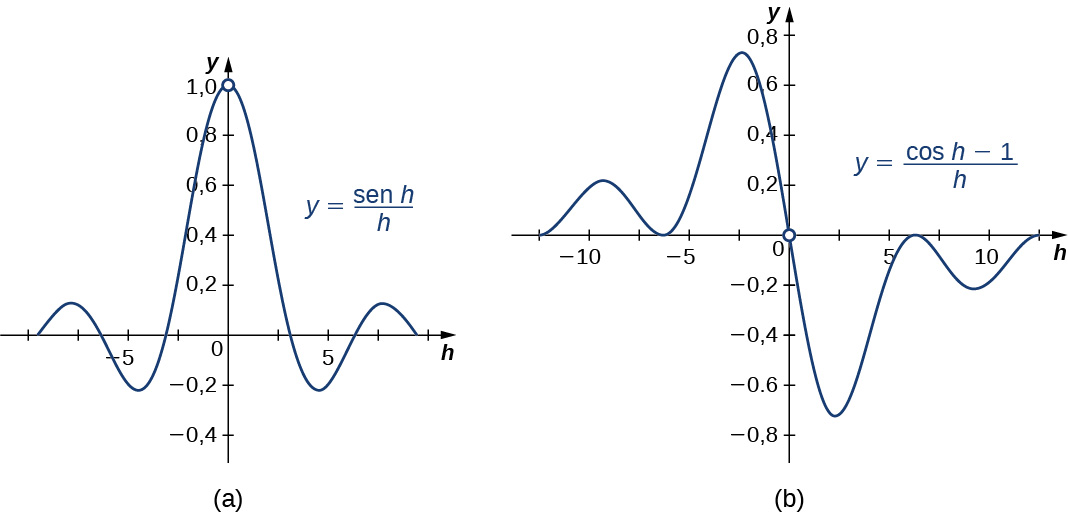 y
1,0
0,8
0,6
0,4
0,2
0
−0,2
−0,4
−5
5
h
y = sen h / h
(a)
y
0,8
0,6
0,4
0,2
0
−0,2
−0,4
−0.6
−0,8
−10
−5
5
10
h
y = cos h − 1 / h
(b)